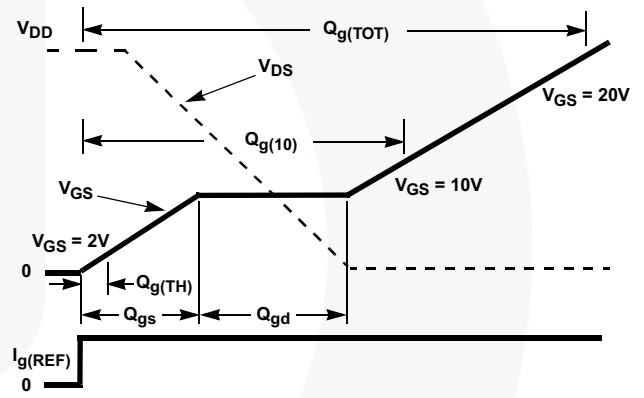 V_DD
Q_g(TOT)
V_DS
V_GS = 20V
Q_g(10)
V_GS
V_GS = 10V
V_GS = 2V
0
Q_g(TH)
Q_gs
Q_gd
I_g(REF)
0